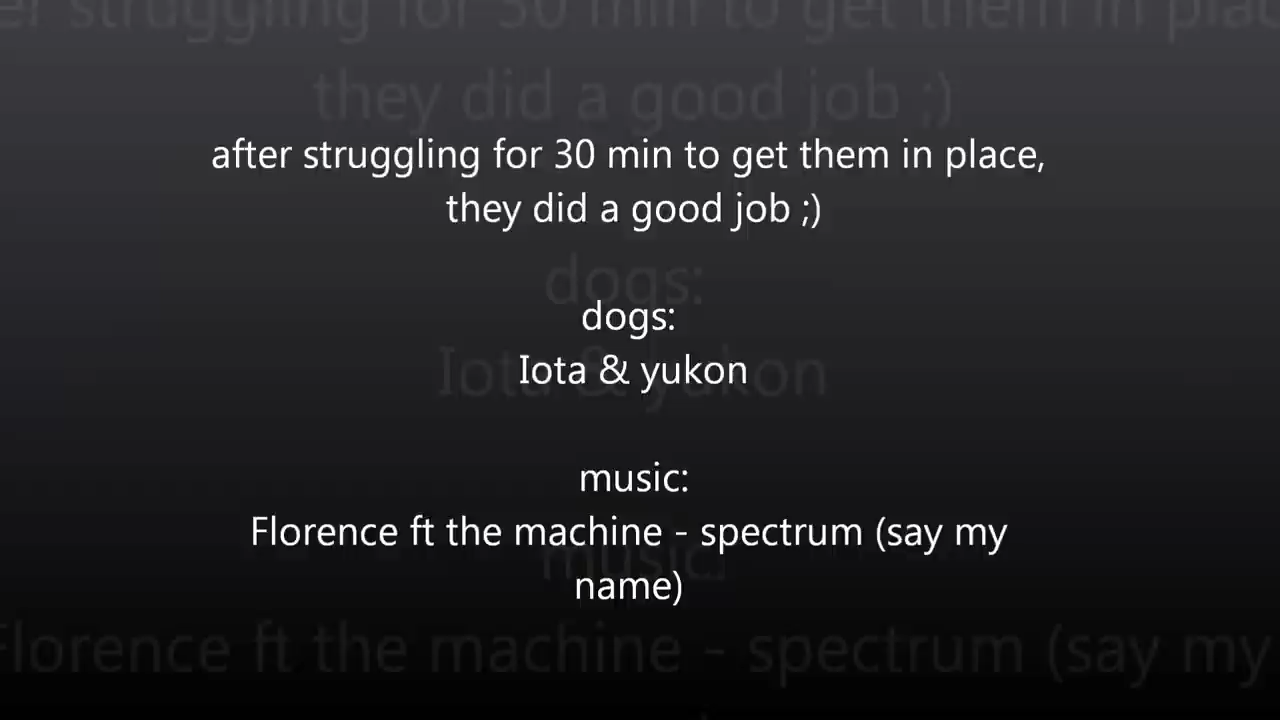 after struggling for 30 min to get them in place,
they did a good job ;)
dogs:
Iota & yukon
music:
Florence ft the machine - spectrum (say my
name)